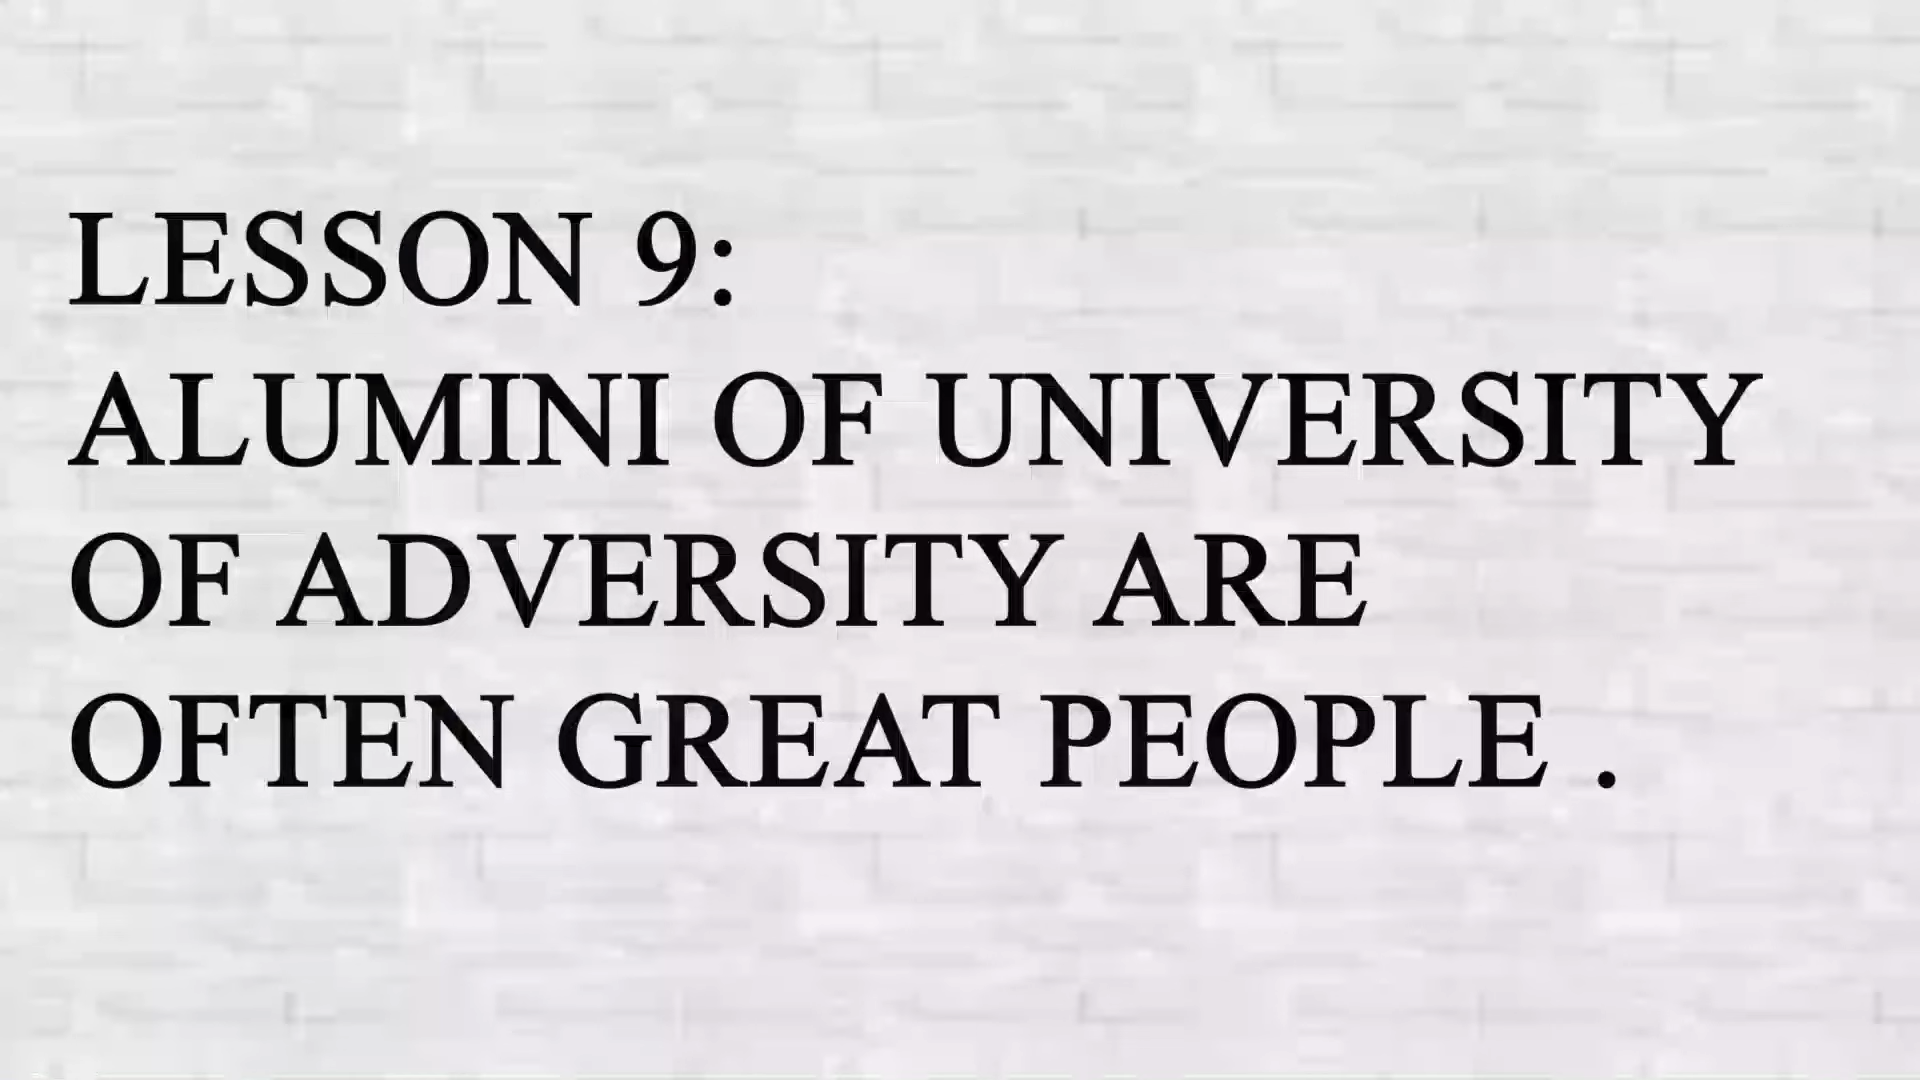 LESSON 9:
ALUMINI OF UNIVERSITY
OF ADVERSITY ARE
OFTEN GREAT PEOPLE .